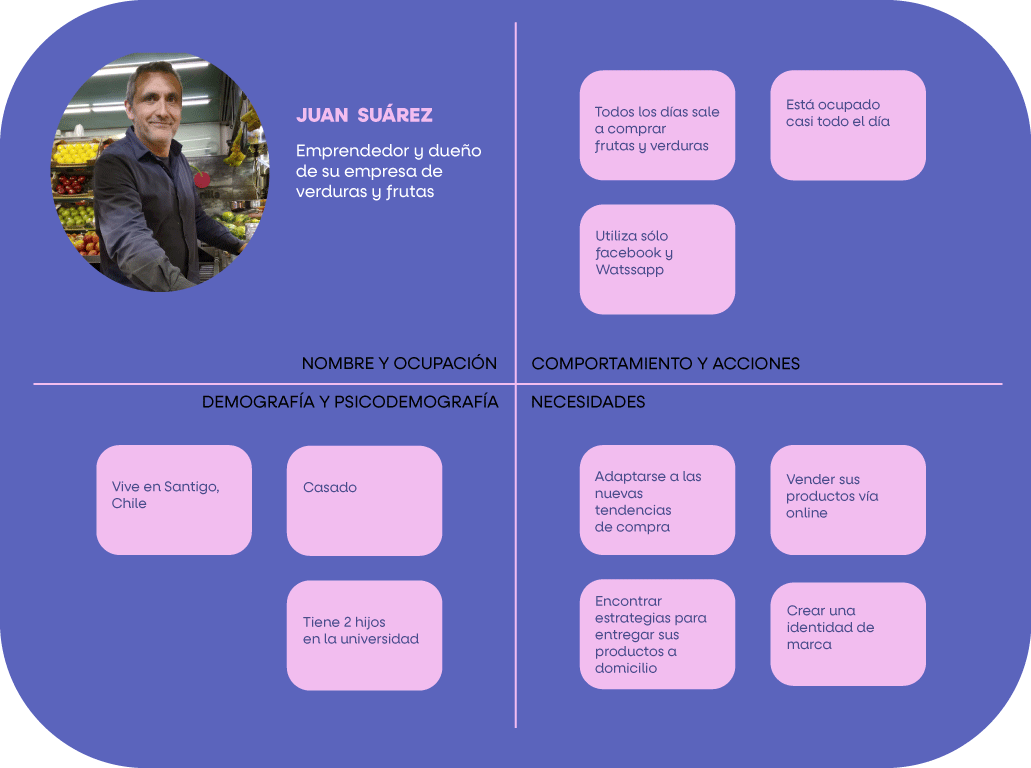 JUAN SUÁREZ
Emprendedor y dueño
de su empresa de
verduras y frutas
NOMBRE Y OCUPACIÓN
Todos los días sale
a comprar
frutas y verduras
Está ocupado
casi todo el día
Utiliza sólo
facebook y
Watssapp
COMPORTAMIENTO Y ACCIONES
DEMOGRAFÍA Y PSICODEMOGRAFÍA
Vive en Santigo,
Chile
Casado
Tiene 2 hijos
en la universidad
NECESIDADES
Adaptarse a las
nuevas
tendencias
de compra
Vender sus
productos vía
online
Encontrar
estrategias para
entregar sus
productos a
domicilio
Crear una
identidad de
marca